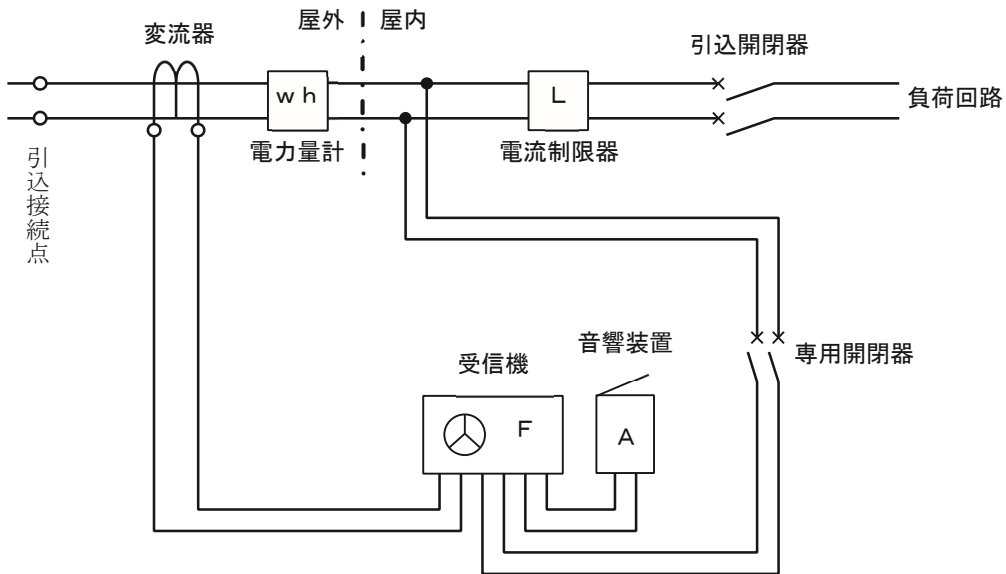 屋外
屋内
変流器
引込開閉器
wh
L
負荷回路
電力量計
電流制限器
引込接続点
音響装置
専用開閉器
受信機
F
A